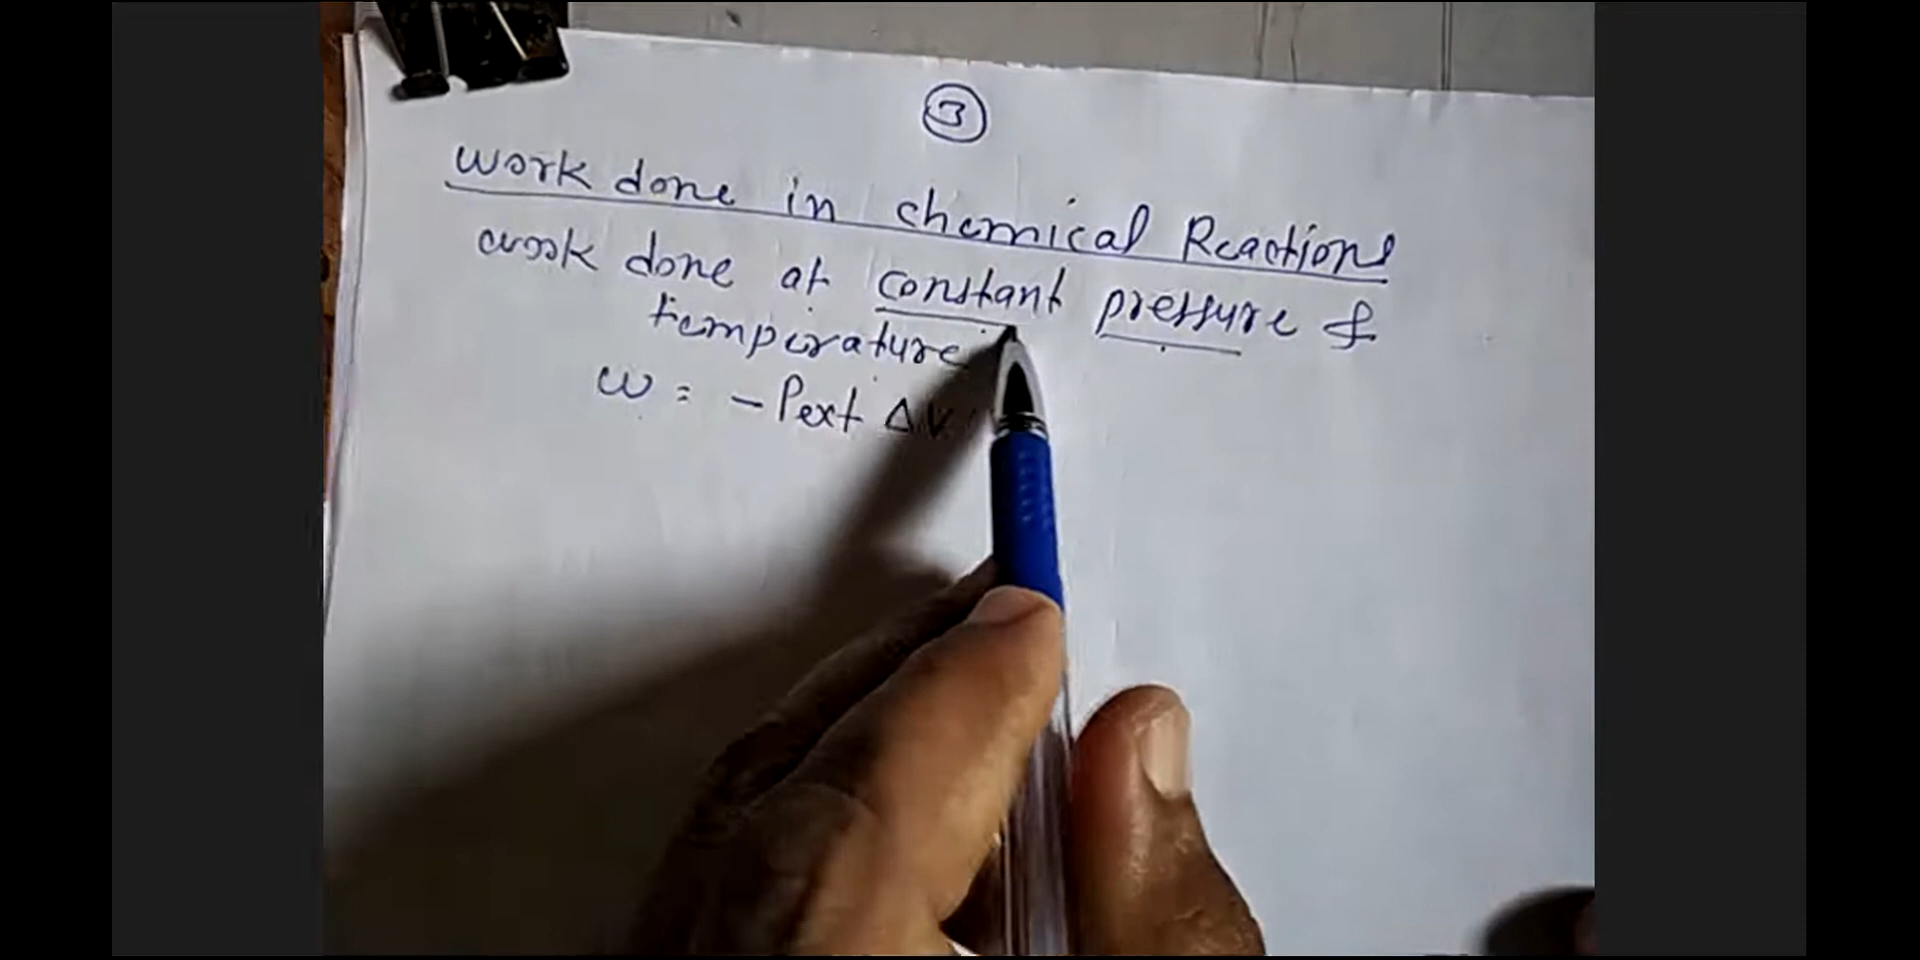 3
work done in chemical Reactions
work done at constant pressure &
temperature
w = - Pext ΔV